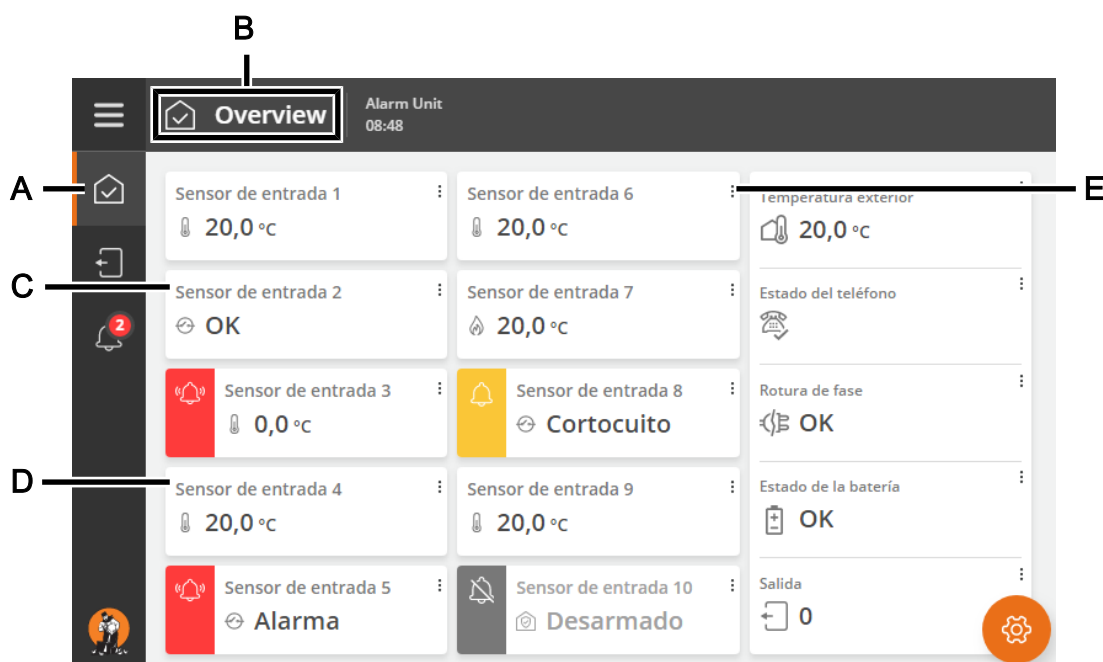 B
Overview
Alarm Unit
08:48
A
C
D
E
2
Sensor de entrada 1
20,0 °C
Sensor de entrada 2
OK
Sensor de entrada 3
0,0 °C
Sensor de entrada 4
20,0 °C
Sensor de entrada 5
Alarma
Sensor de entrada 6
20,0 °C
Sensor de entrada 7
20,0 °C
Sensor de entrada 8
Cortocuito
Sensor de entrada 9
20,0 °C
Sensor de entrada 10
Desarmado
Temperatura exterior
20,0 °C
Estado del teléfono
Rotura de fase
OK
Estado de la batería
OK
Salida
0